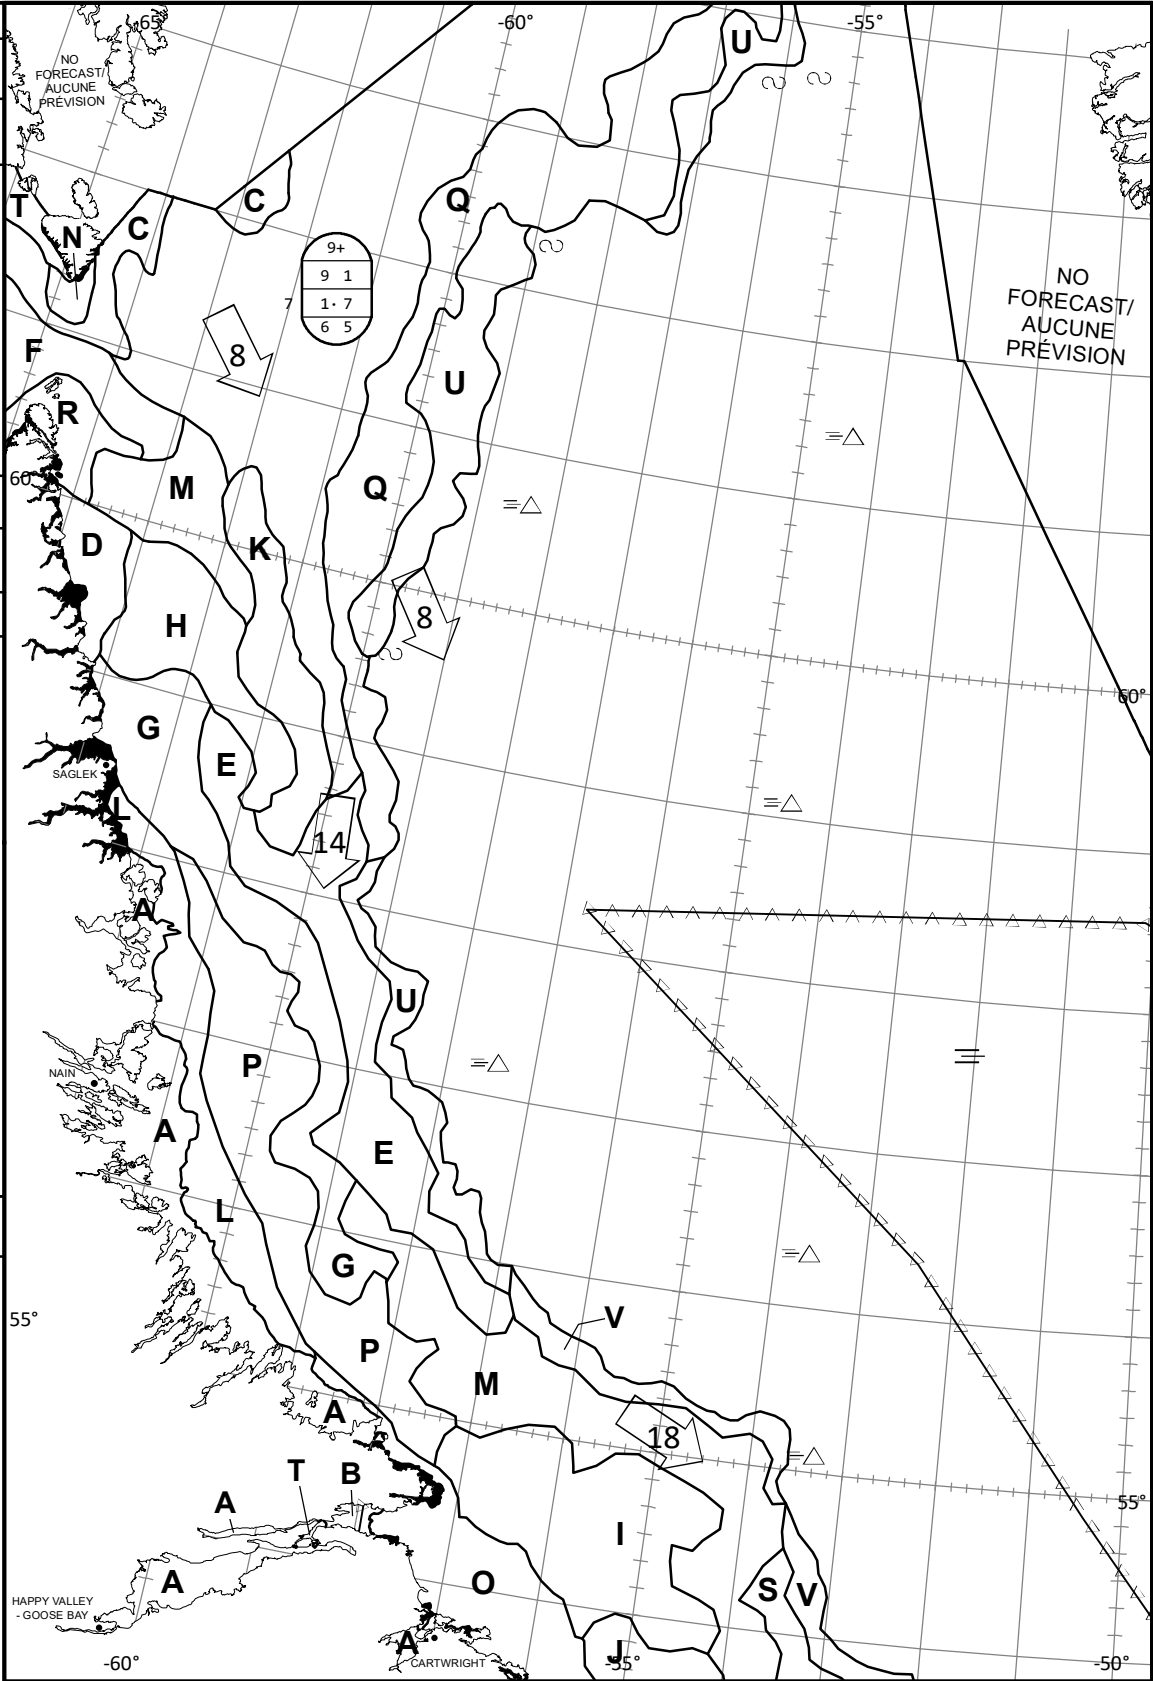 -65°
-60°
-55°
U
NO
FORECAST/
AUCUNE
PRÉVISION
T
N
C
C
Q
9+
9 1
7 1· 7
6 5
NO
FORECAST/
AUCUNE
PRÉVISION
8
F
U
R
60°
M
Q
D
K
H
8
60°
G
E
SAGLEK
L
14
A
U
P
NAIN
A
E
L
G
55°
V
P
M
A
18
T
B
A
55°
I
A
O
S
V
HAPPY VALLEY
- GOOSE BAY
A
J
CARTWRIGHT
-60°
-55°
-50°